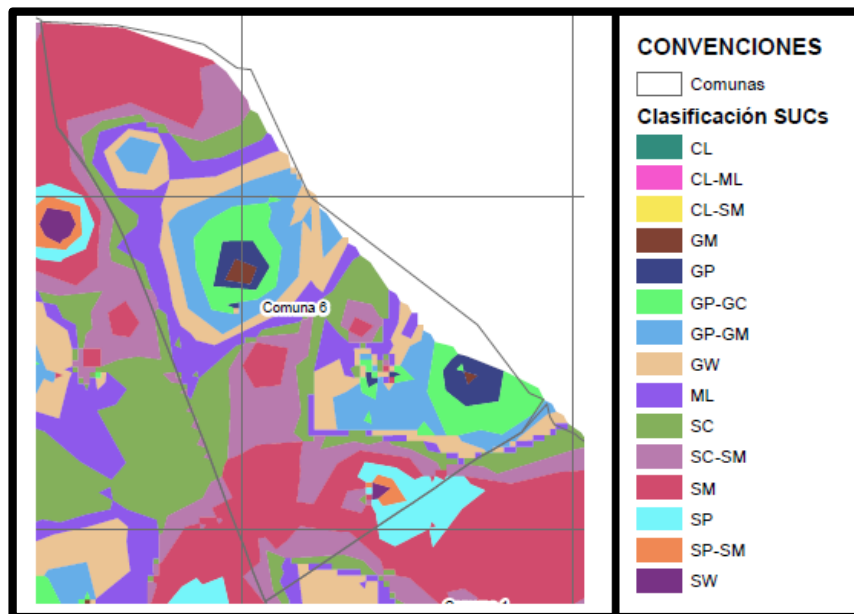 Comuna 6
CONVENCIONES
Comunas
Clasificación SUCs
CL
CL-ML
CL-SM
GM
GP
GP-GC
GP-GM
GW
ML
SC
SC-SM
SM
SP
SP-SM
SW